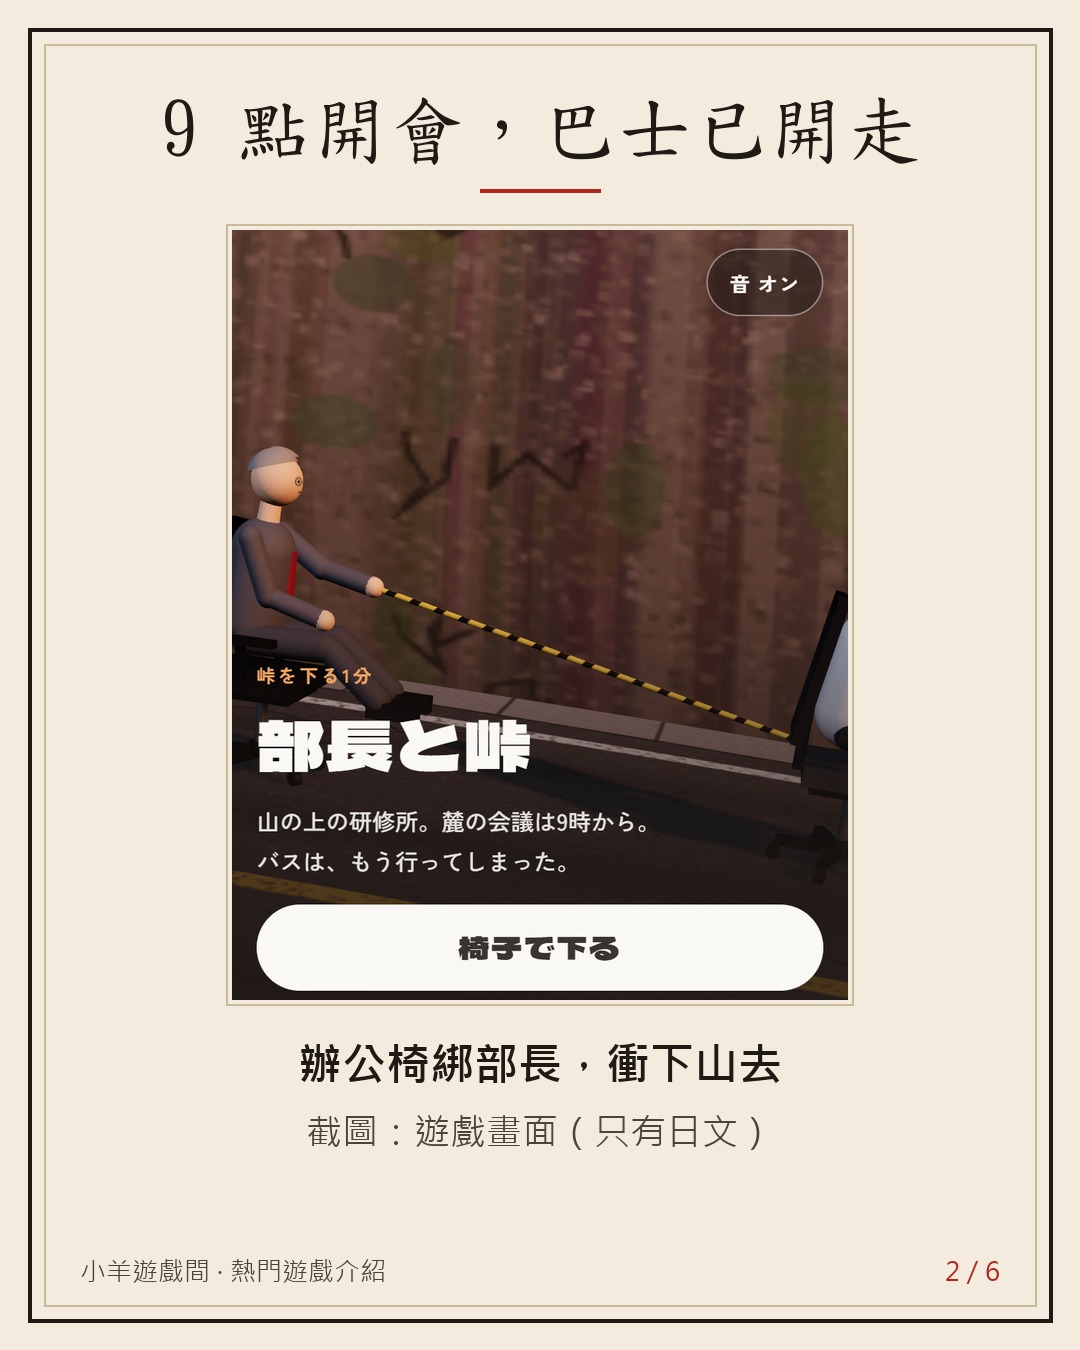 9 點開會，巴士已開走
音 オン
峠を下る1分
部長と峠
山の上の研修所。麓の会議は9時から。
バスは、もう行ってしまった。
椅子で下る
辦公椅綁部長，衝下山去
截圖：遊戲畫面（只有日文）
小羊遊戲間 · 熱門遊戲介紹
2 / 6